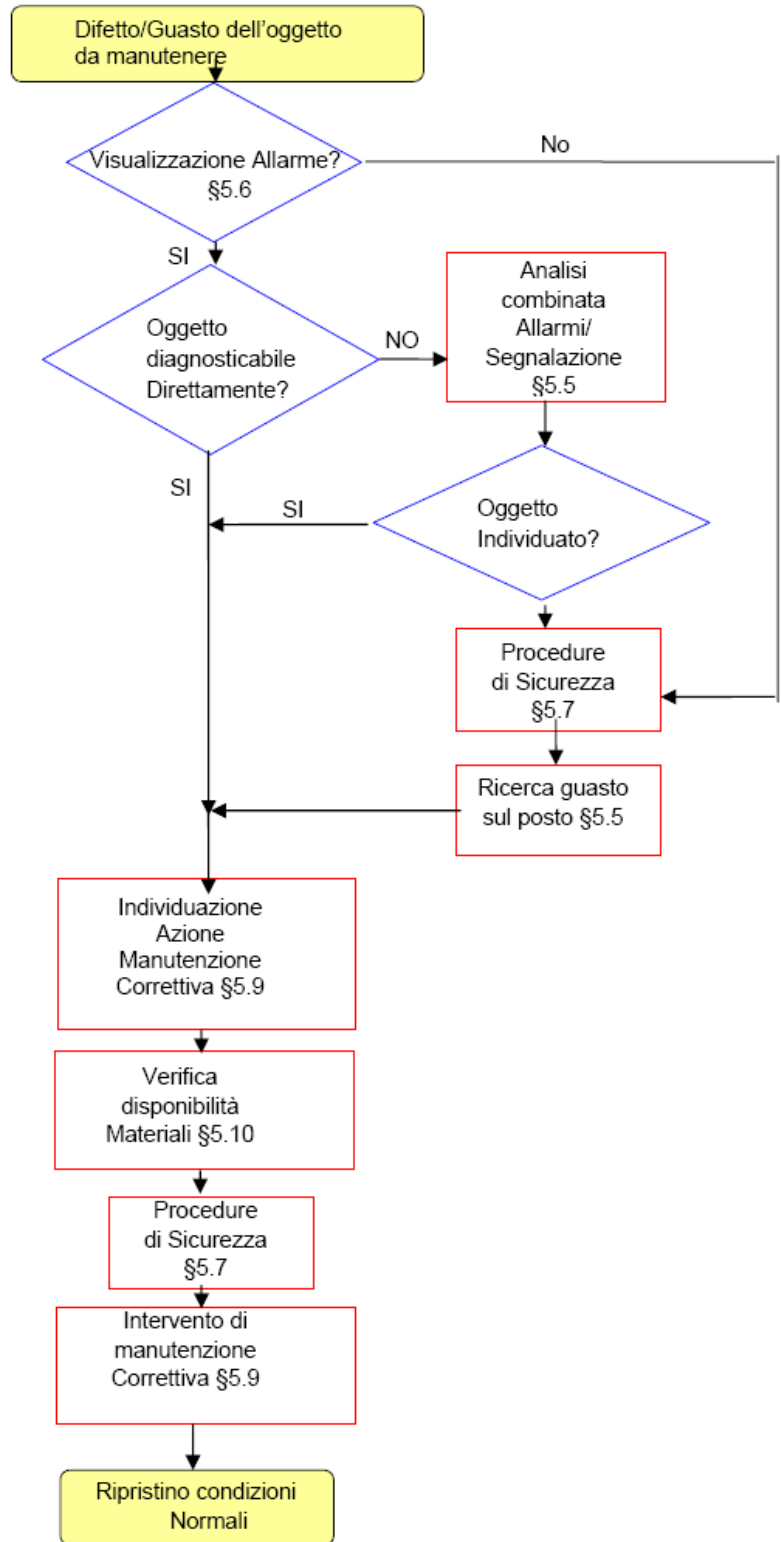 Difetto/Guasto dell'oggetto
da manutenere
Visualizzazione Allarme?
§5.6
No
SI
Oggetto
diagnosticabile
Direttamente?
NO
Analisi
combinata
Allarmi/
Segnalazione
§5.5
SI
SI
Oggetto
Individuato?
Procedure
di Sicurezza
§5.7
Ricerca guasto
sul posto §5.5
Individuazione
Azione
Manutenzione
Correttiva §5.9
Verifica
disponibilità
Materiali §5.10
Procedure
di Sicurezza
§5.7
Intervento di
manutenzione
Correttiva §5.9
Ripristino condizioni
Normali